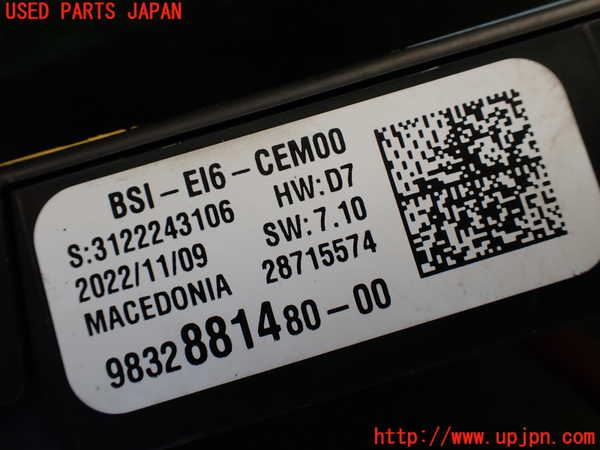 USED PARTS JAPAN
BSI-EI6-CEM00
S:3122243106 HW:D7
2022/11/09 SW:7.10
MACEDONIA 28715574
9832881480-00
http://www.upjpn.com/